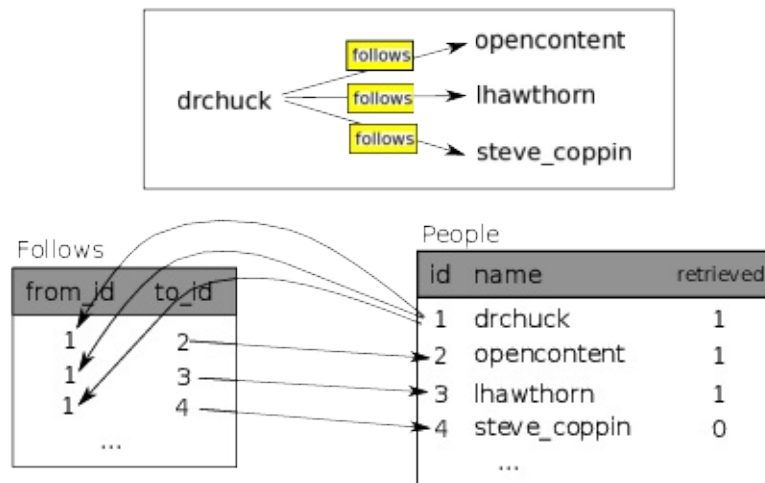 follows opencontent
drchuck follows lhawthorn
follows steve_coppin
Follows
from_id to_id
1 2
1 3
1 4
...
People
id name retrieved
1 drchuck 1
2 opencontent 1
3 lhawthorn 1
4 steve_coppin 0
...